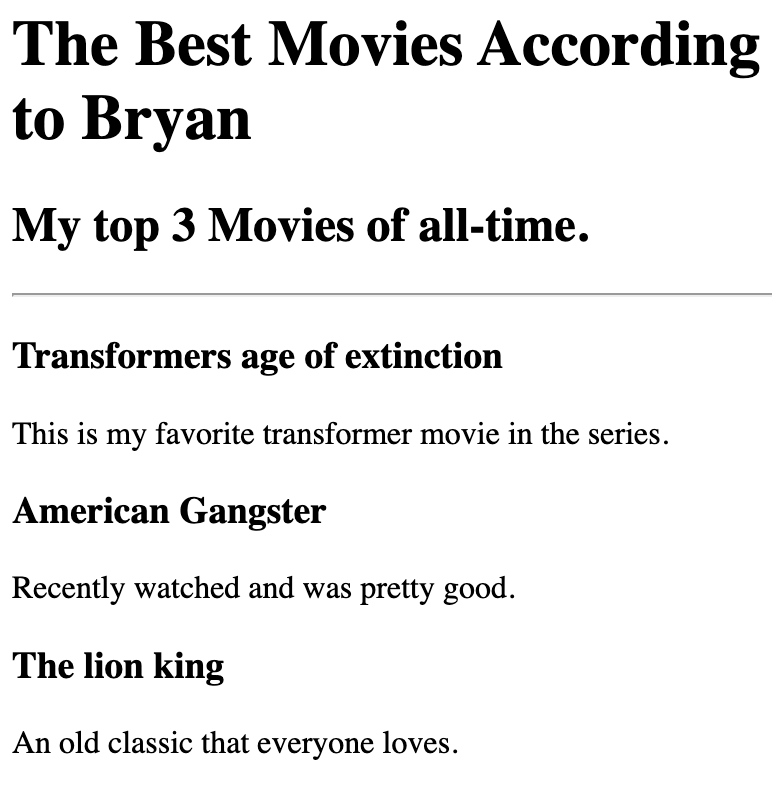 The Best Movies According
to Bryan
My top 3 Movies of all-time.
Transformers age of extinction
This is my favorite transformer movie in the series.
American Gangster
Recently watched and was pretty good.
The lion king
An old classic that everyone loves.